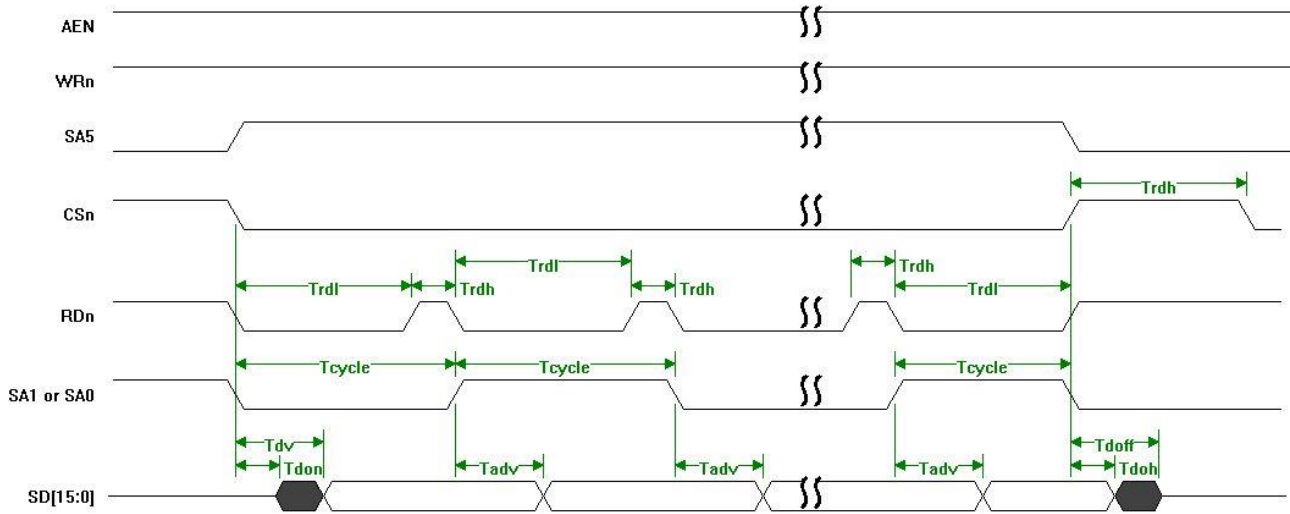 AEN
WRn
SA5
CSn
Trdh
Trdl
Trdh
Trdl
Trdh
Trdh
Trdl
RDn
Tcycle
Tcycle
Tcycle
SA1 or SA0
Tdv
Tdon
Tadv
Tadv
Tadv
Tdoff
Tdoh
SD[15:0]